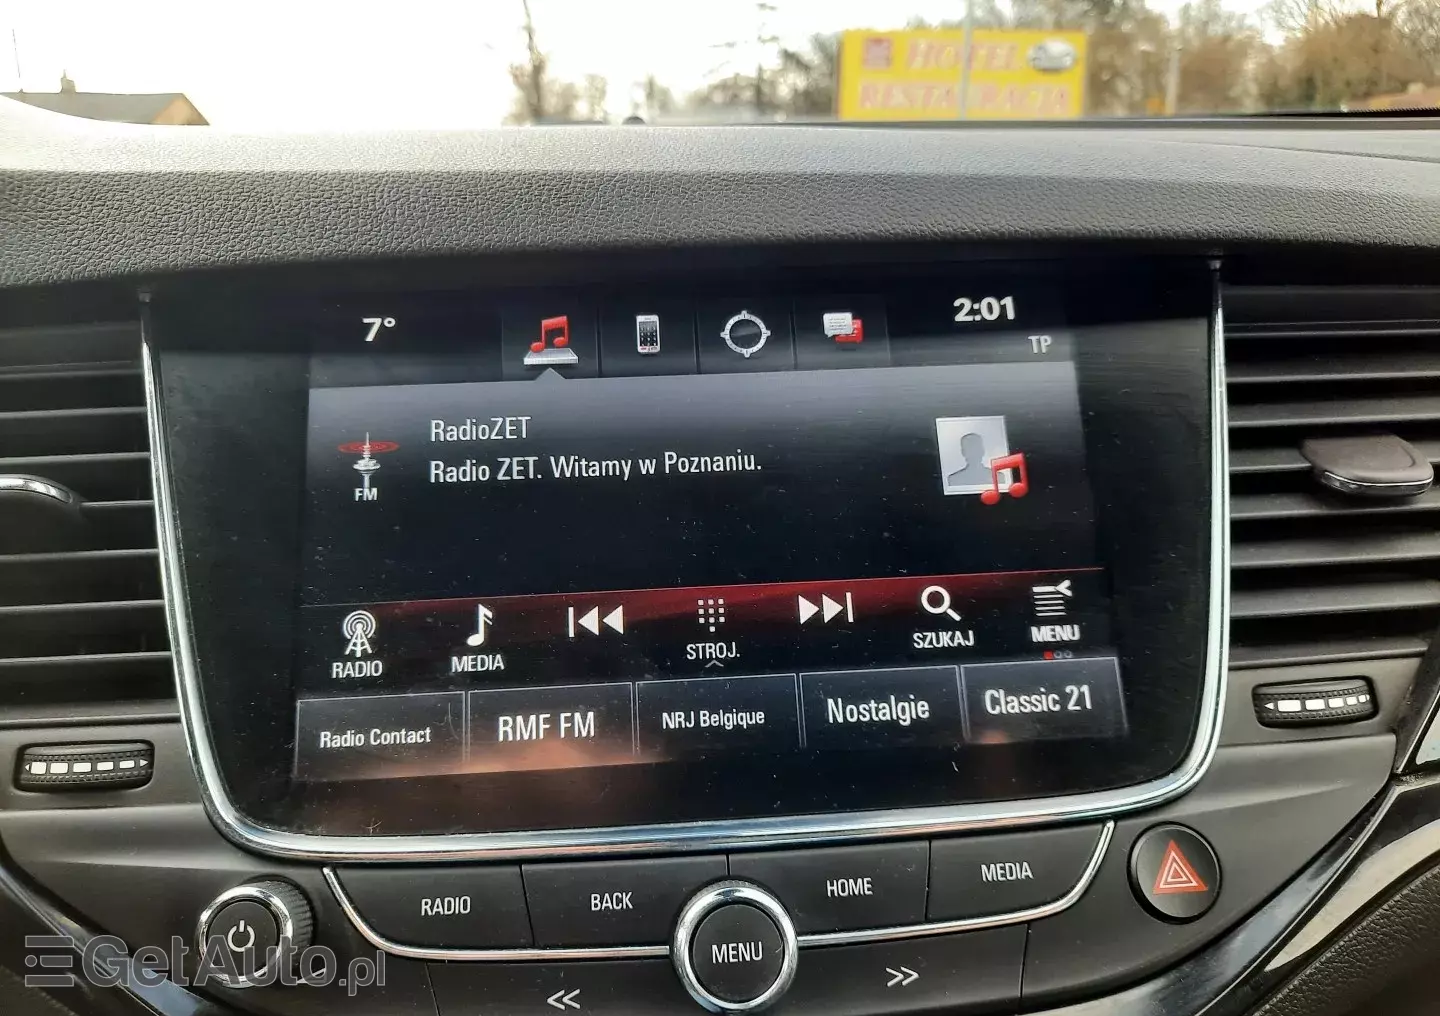 HOTEL
RESTAURACJA
7°
2:01
TP
RadioZET
Radio ZET. Witamy w Poznaniu.
FM
RADIO
MEDIA
STROJ.
SZUKAJ
MENU
Radio Contact
RMF FM
NRJ Belgique
Nostalgie
Classic 21
RADIO
BACK
MENU
HOME
MEDIA
GetAuto.pl